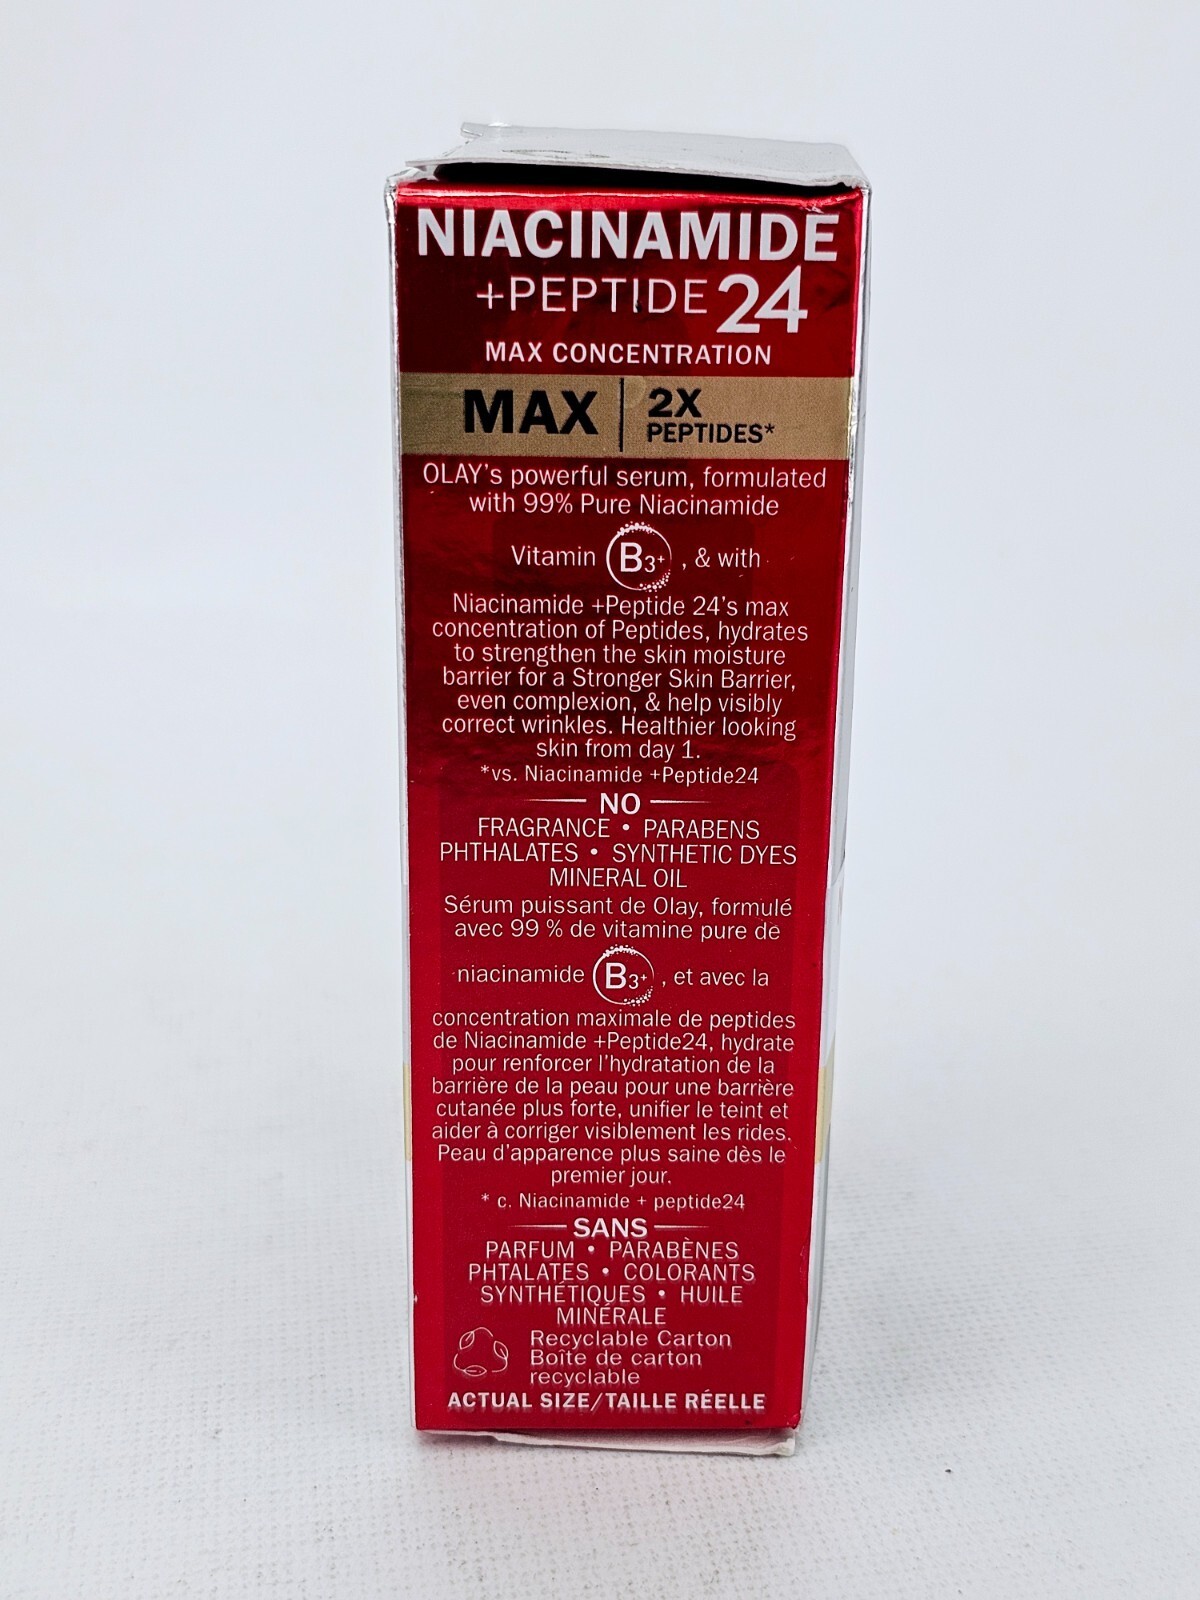 NIACINAMIDE
+PEPTIDE 24
MAX CONCENTRATION
MAX | 2X PEPTIDES*
OLAY's powerful serum, formulated
with 99% Pure Niacinamide
Vitamin B3+ , & with
Niacinamide +Peptide 24's max
concentration of Peptides, hydrates
to strengthen the skin moisture
barrier for a Stronger Skin Barrier,
even complexion, & help visibly
correct wrinkles. Healthier looking
skin from day 1.
*vs. Niacinamide +Peptide24
NO
FRAGRANCE • PARABENS
PHTHALATES • SYNTHETIC DYES
MINERAL OIL
Sérum puissant de Olay, formulé
avec 99 % de vitamine pure de
niacinamide B3+ , et avec la
concentration maximale de peptides
de Niacinamide +Peptide24, hydrate
pour renforcer l'hydratation de la
barrière de la peau pour une barrière
cutanée plus forte, unifier le teint et
aider à corriger visiblement les rides.
Peau d'apparence plus saine dès le
premier jour.
* c. Niacinamide + peptide24
SANS
PARFUM • PARABÈNES
PHTALATES • COLORANTS
SYNTHÉTIQUES • HUILE
MINÉRALE
Recyclable Carton
Boîte de carton
recyclable
ACTUAL SIZE/TAILLE RÉELLE